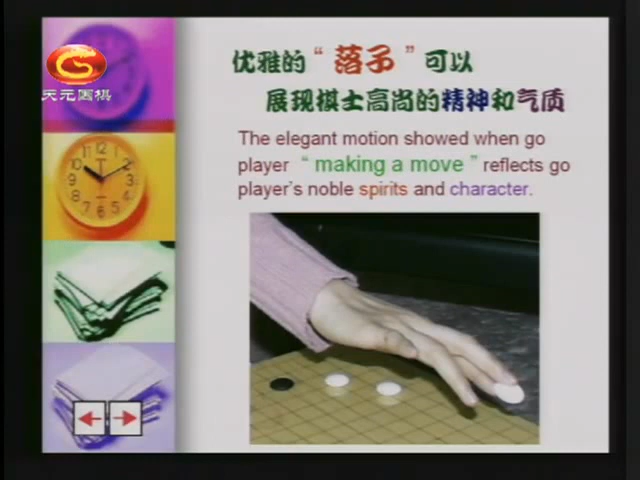 优雅的“落子”可以
展现棋士高尚的精神和气质
天元围棋
The elegant motion showed when go
player “making a move” reflects go
player's noble spirits and character.